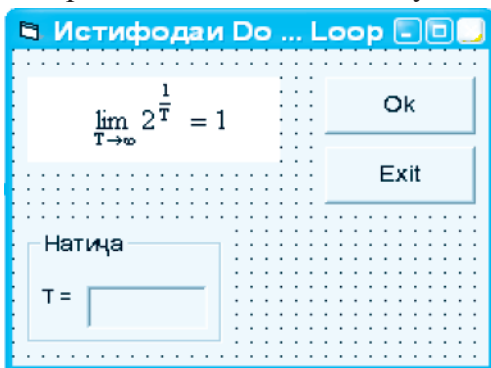 Истифодаи Do ... Loop
lim 2^(1/T) = 1
T→∞
Ok
Exit
Натиҷа
T =